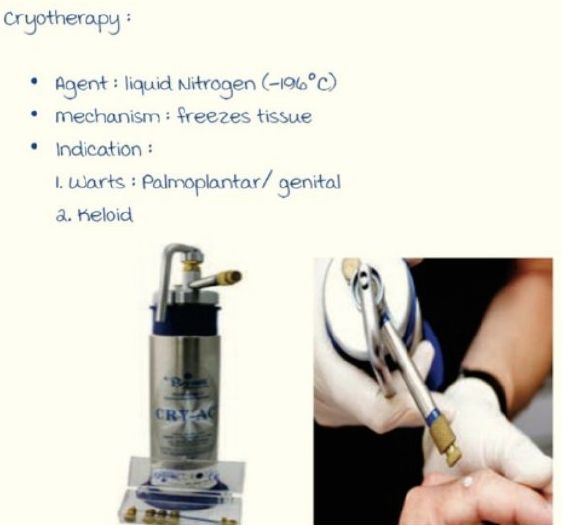 Cryotherapy :
• Agent : liquid Nitrogen (-196°C)
• mechanism : freezes tissue
• Indication :
1. Warts : Palmoplantar/ genital
2. Keloid
CRY-AC